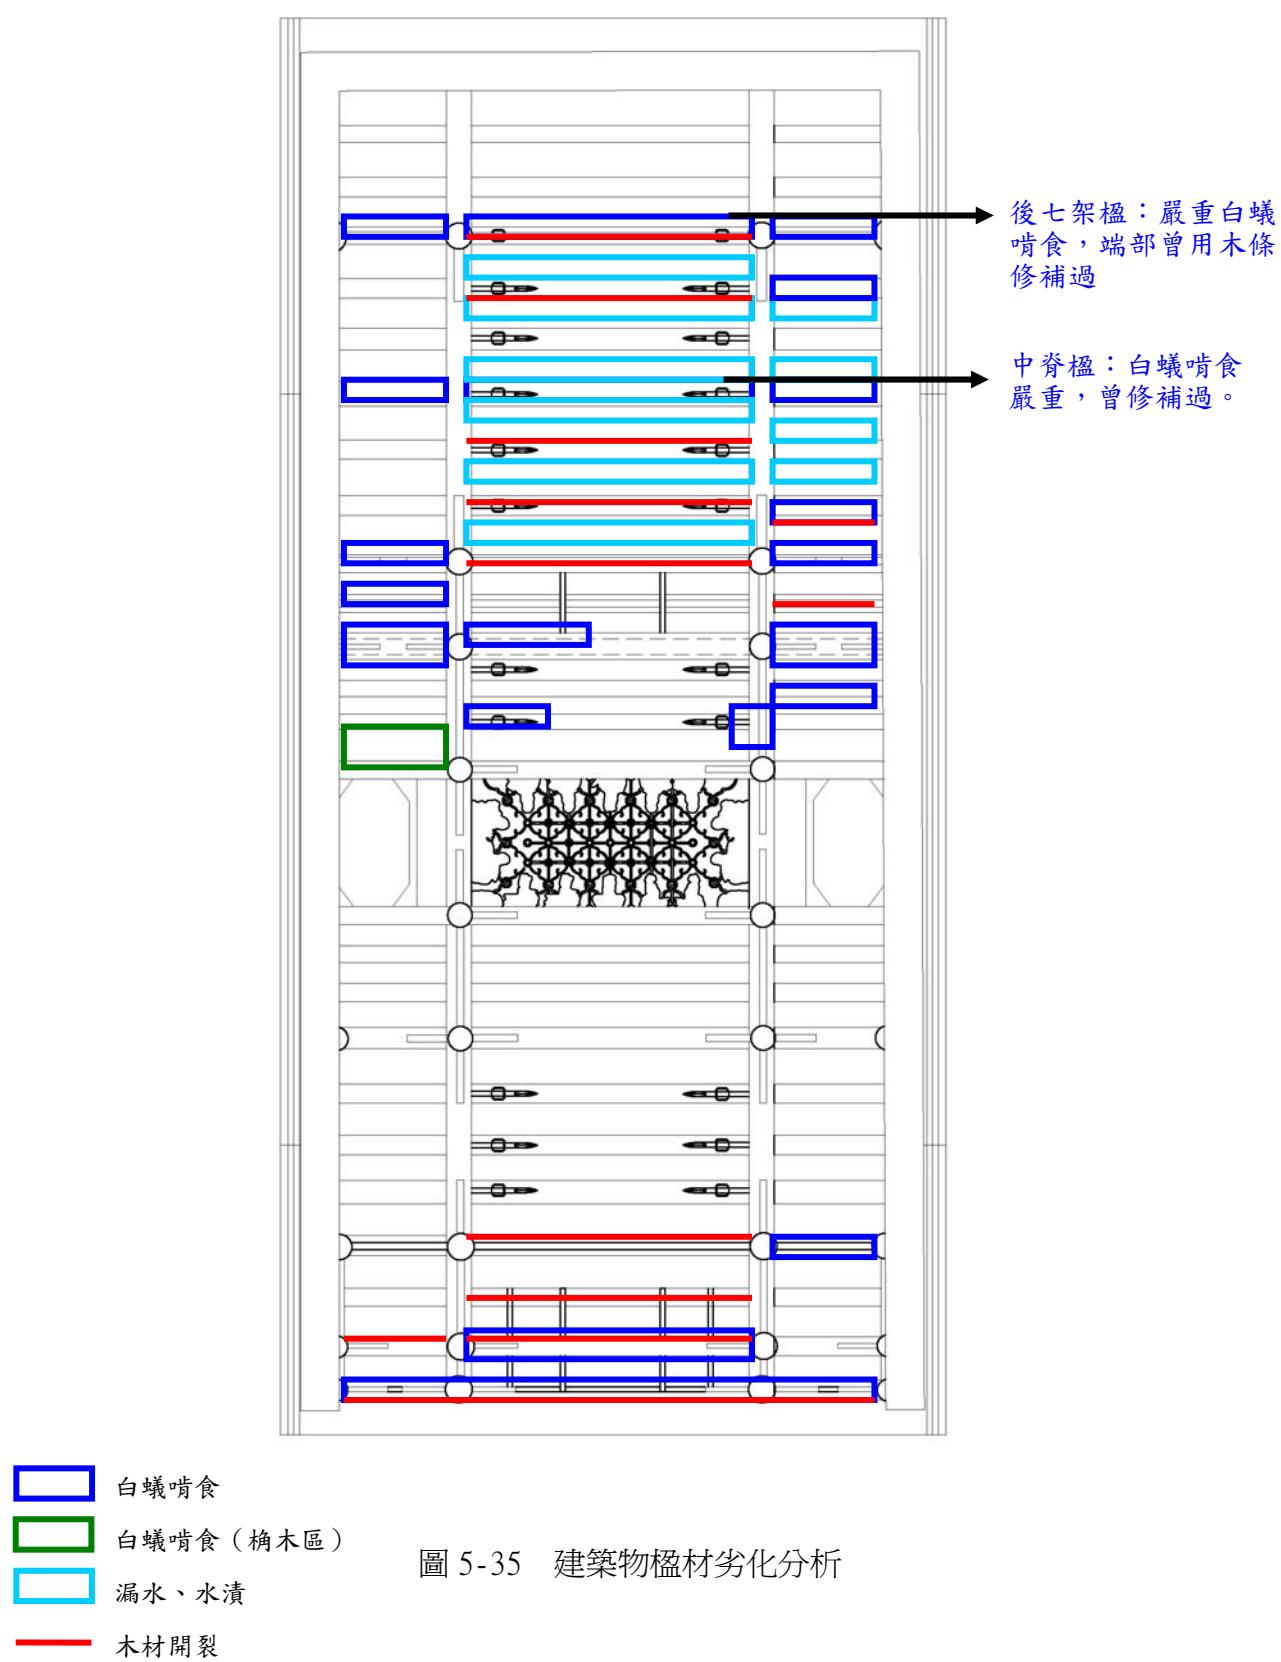 後七架楹：嚴重白蟻
啃食，端部曾用木條
修補過
中脊楹：白蟻啃食
嚴重，曾修補過。
白蟻啃食
白蟻啃食（桷木區）
漏水、水漬
木材開裂
圖 5-35　建築物楹材劣化分析